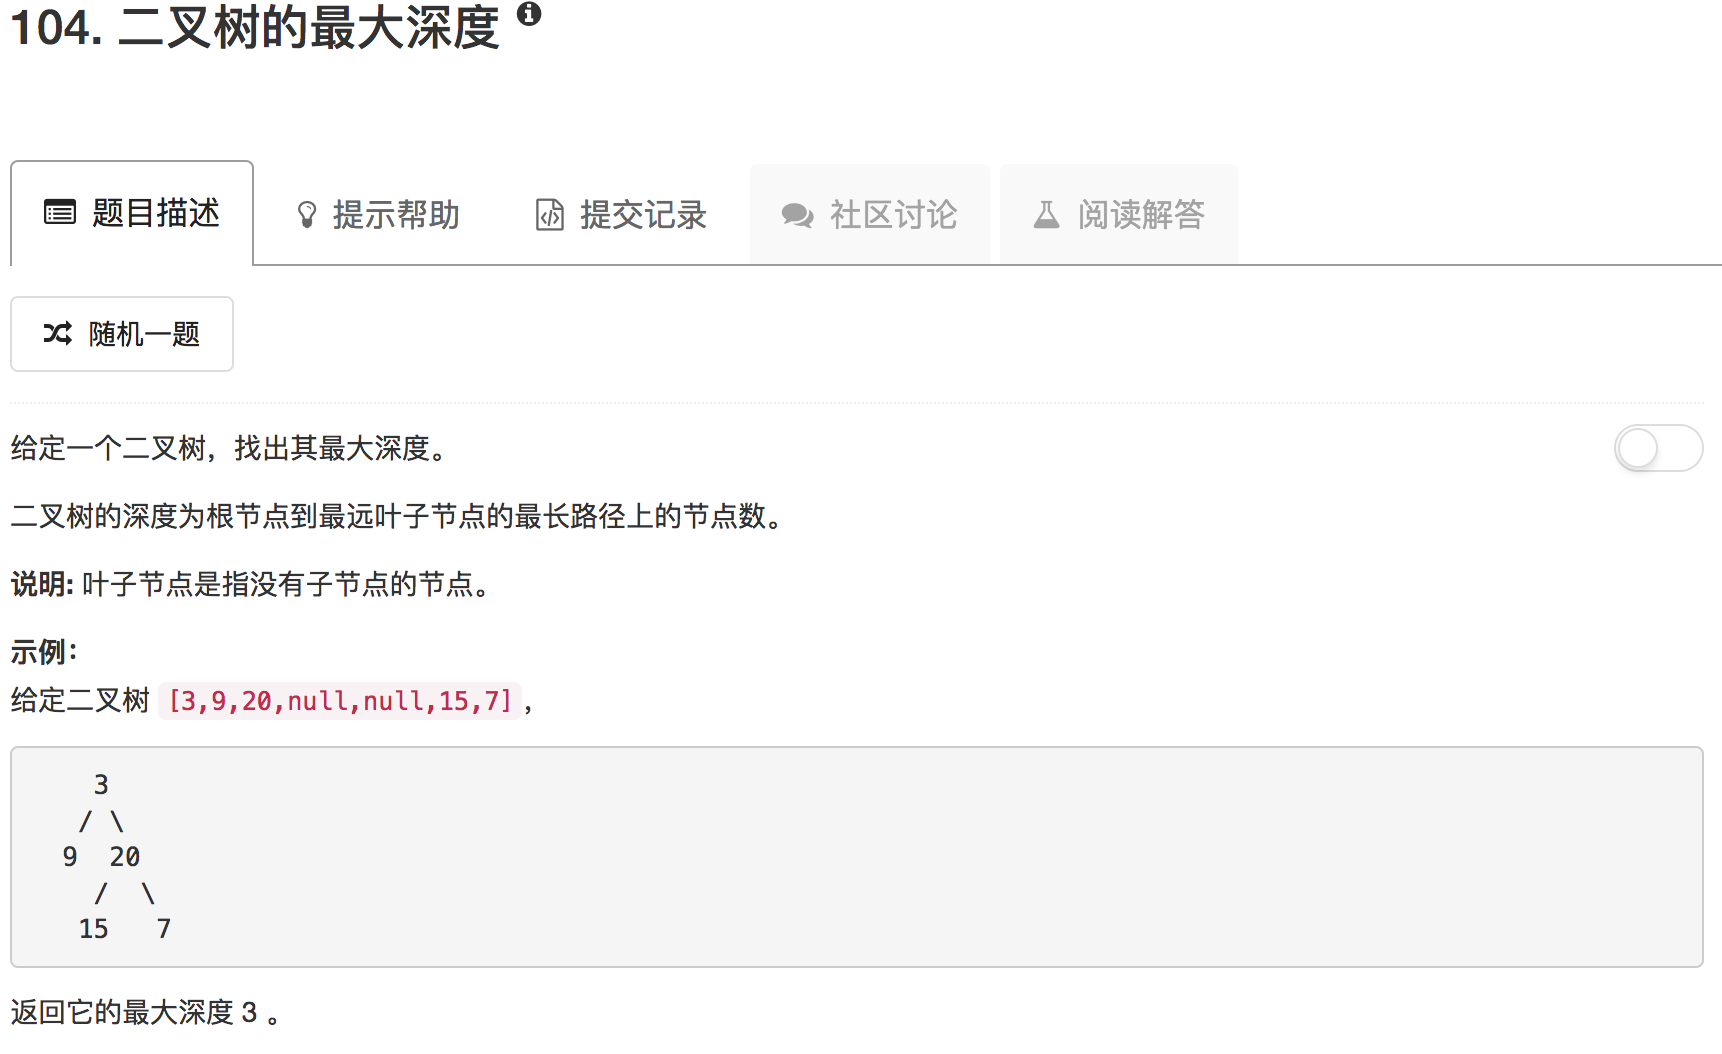 104. 二叉树的最大深度
题目描述 提示帮助 提交记录 社区讨论 阅读解答
随机一题
给定一个二叉树，找出其最大深度。
二叉树的深度为根节点到最远叶子节点的最长路径上的节点数。
说明: 叶子节点是指没有子节点的节点。
示例：
给定二叉树 [3,9,20,null,null,15,7]，
    3
   / \
  9  20
    /  \
   15   7
返回它的最大深度 3 。